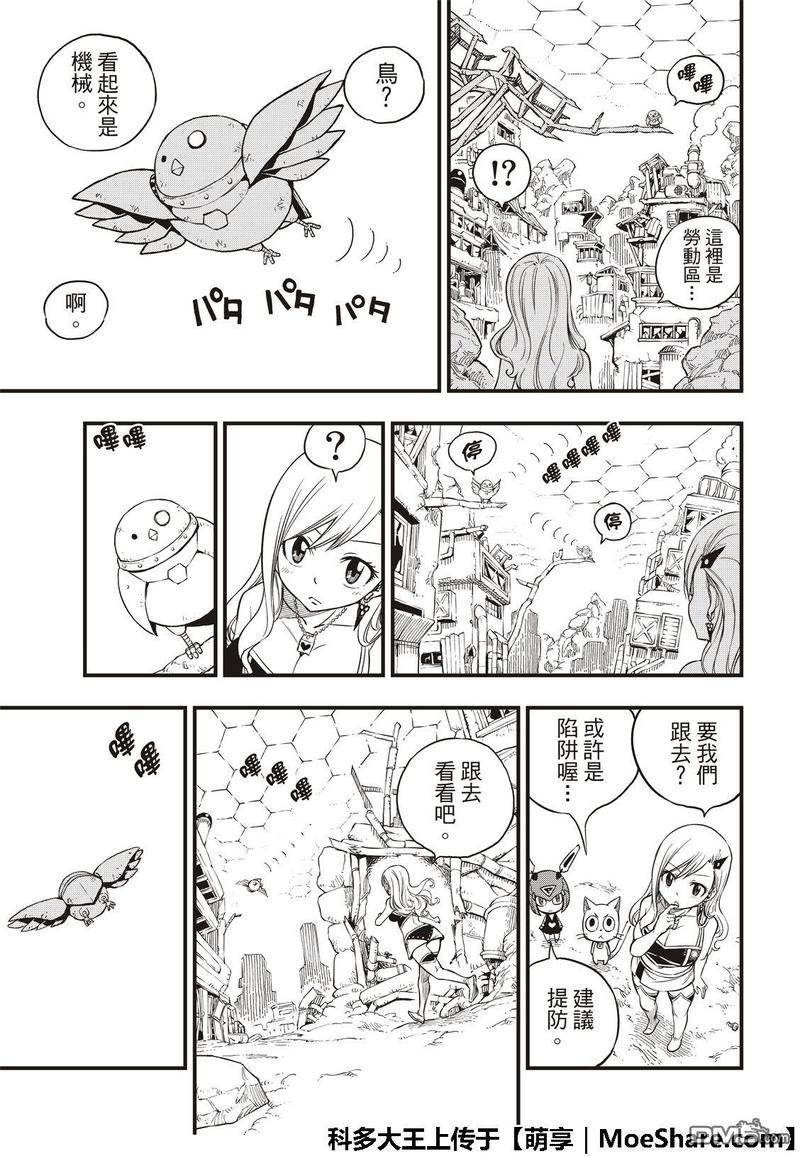 嗶嗶
!?
這裡是
勞動區…
鳥?
看起來是
機械。
啊。
パタ パタ パタ
嗶嗶嗶嗶
停
停
?
嗶嗶
要我們
跟去?
或許是
陷阱喔…
建議
提防。
跟去
看看吧。
嗶嗶
嗶嗶
科多大王上传于【萌享|MoeShare.com】